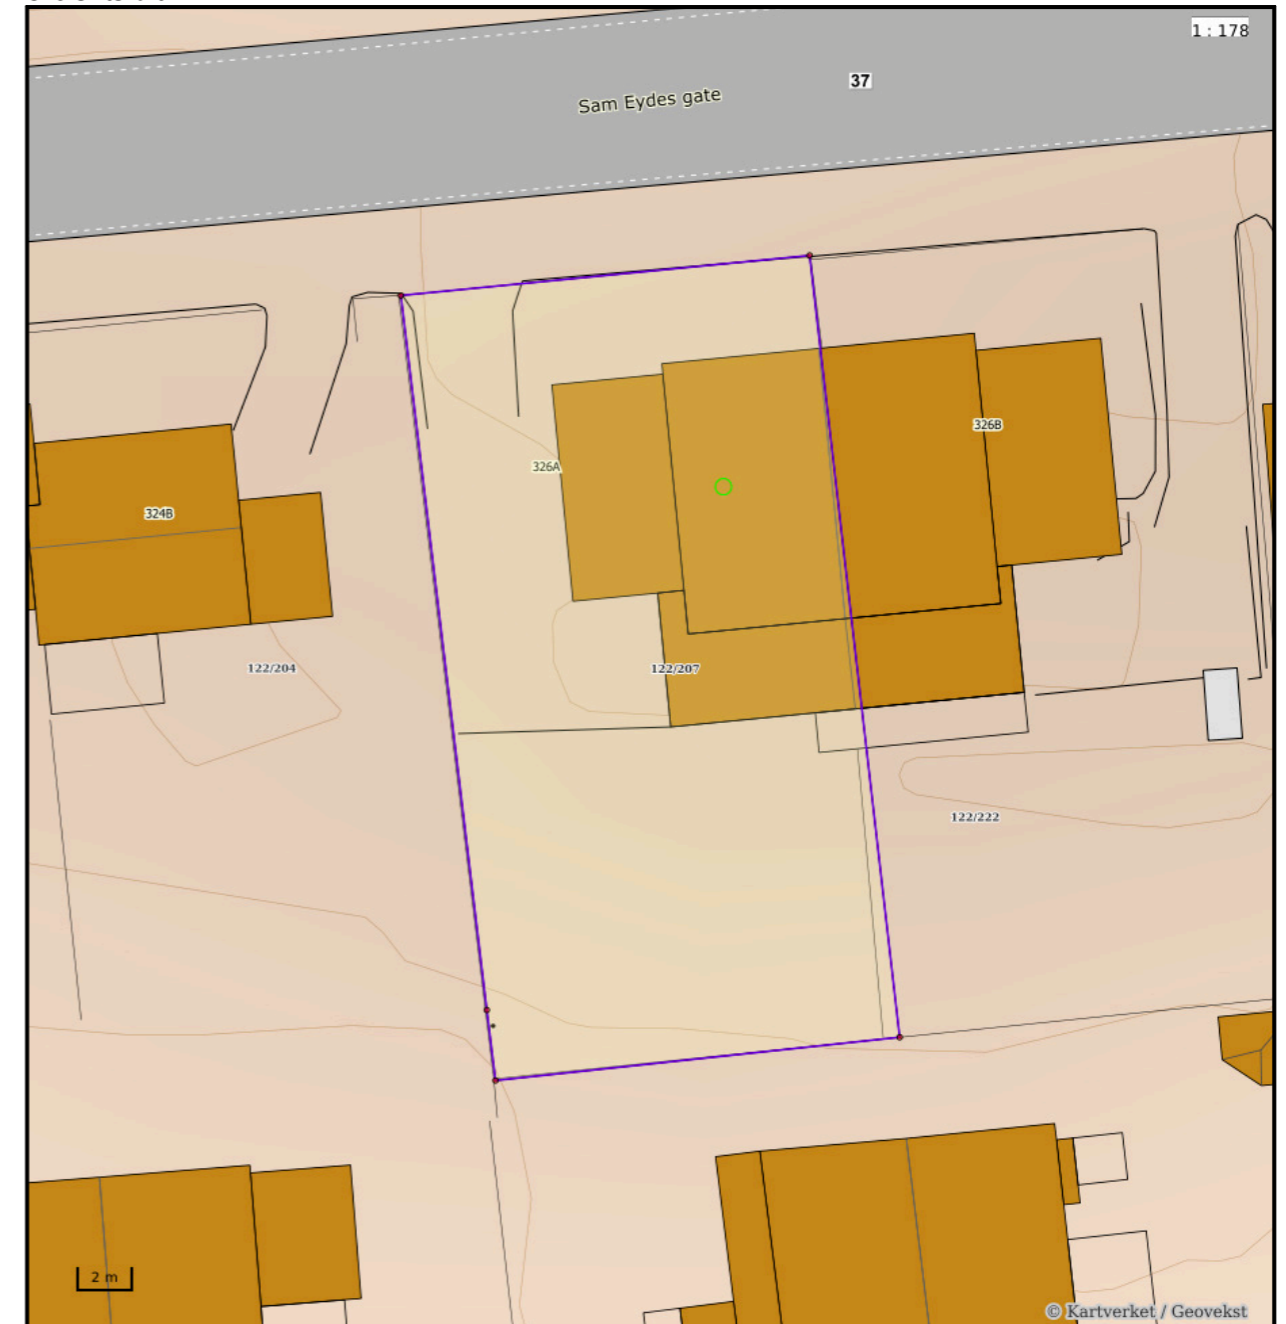 1 : 178
37
Sam Eydes gate
326B
326A
324B
122/204
122/207
122/222
2 m
© Kartverket / Geovekst